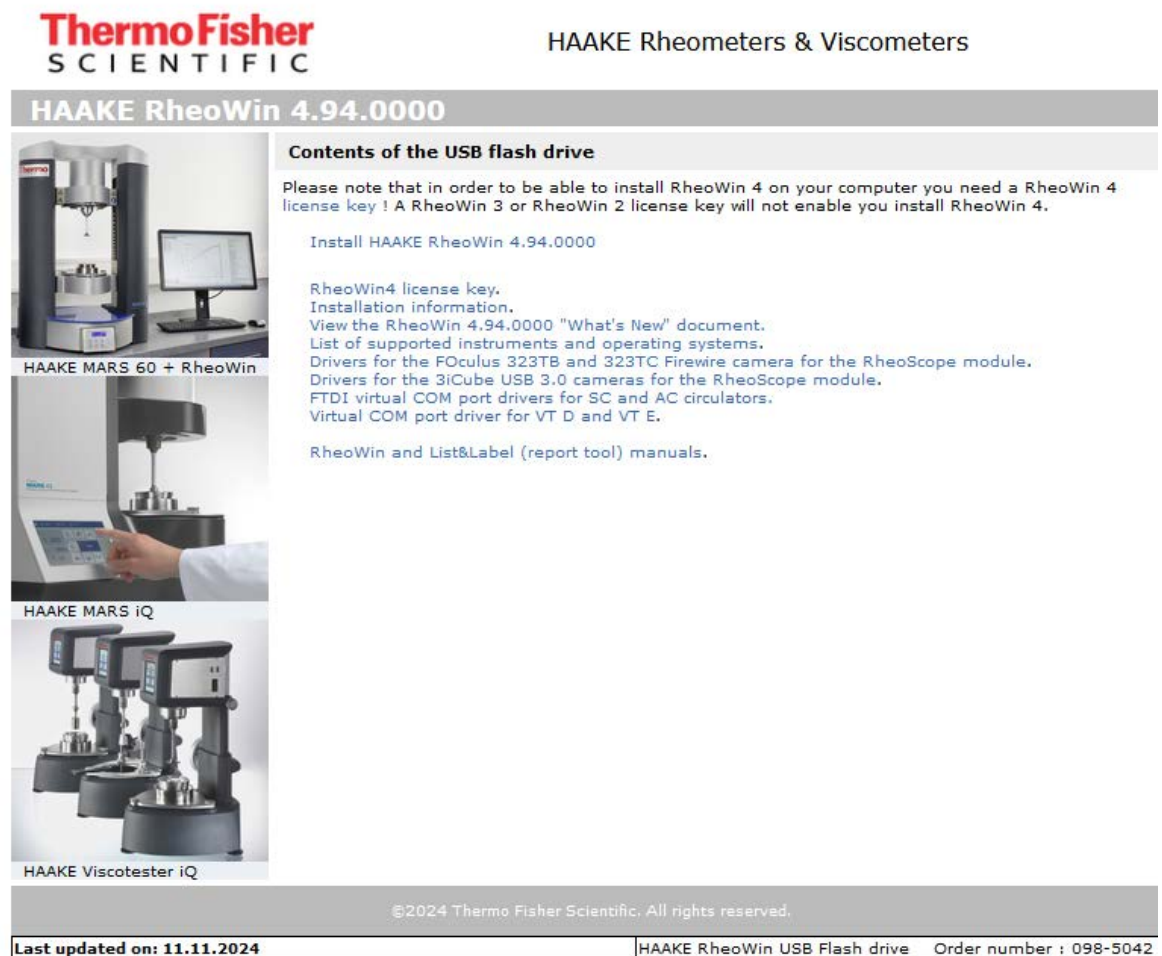 ThermoFisher
SCIENTIFIC
HAAKE Rheometers & Viscometers
HAAKE RheoWin 4.94.0000
Contents of the USB flash drive
Please note that in order to be able to install RheoWin 4 on your computer you need a RheoWin 4
license key ! A RheoWin 3 or RheoWin 2 license key will not enable you install RheoWin 4.
Install HAAKE RheoWin 4.94.0000
RheoWin4 license key.
Installation information.
View the RheoWin 4.94.0000 "What's New" document.
List of supported instruments and operating systems.
Drivers for the FOculus 323TB and 323TC Firewire camera for the RheoScope module.
Drivers for the 3iCube USB 3.0 cameras for the RheoScope module.
FTDI virtual COM port drivers for SC and AC circulators.
Virtual COM port driver for VT D and VT E.
RheoWin and List&Label (report tool) manuals.
Thermo
HAAKE MARS 60 + RheoWin
HAAKE MARS iQ
HAAKE Viscotester iQ
©2024 Thermo Fisher Scientific. All rights reserved.
Last updated on: 11.11.2024
HAAKE RheoWin USB Flash drive Order number : 098-5042